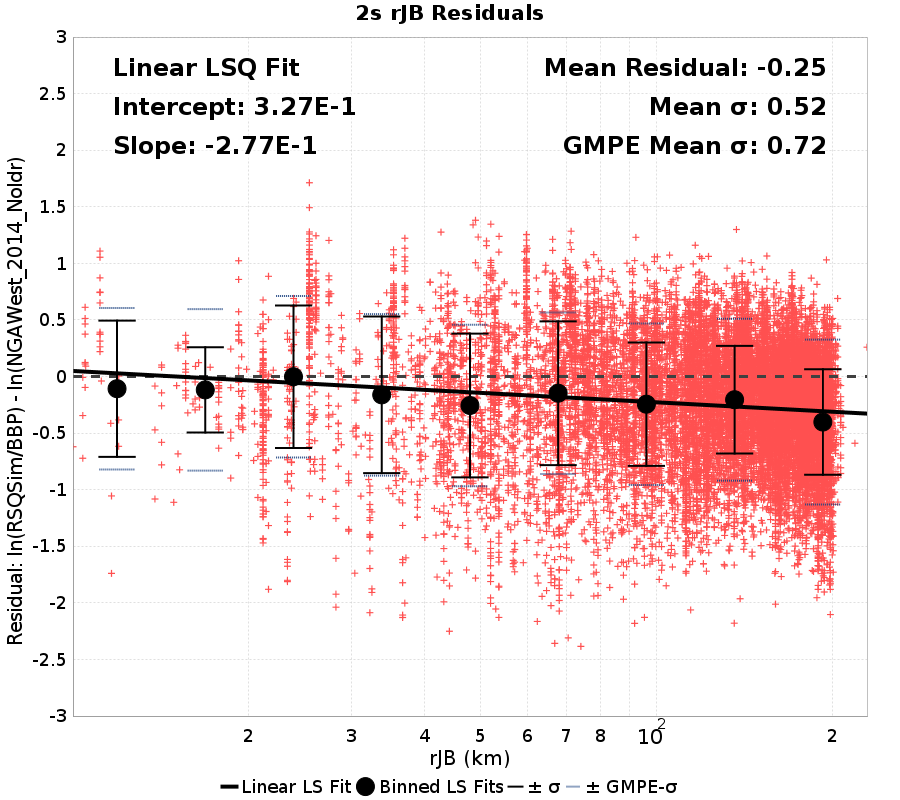 2s rJB Residuals
Linear LSQ Fit
Intercept: 3.27E-1
Slope: -2.77E-1
Mean Residual: -0.25
Mean σ: 0.52
GMPE Mean σ: 0.72
Residual: ln(RSQSim/BBP) - ln(NGAWest_2014_NoIdr)
3
2.5
2
1.5
1
0.5
0
-0.5
-1
-1.5
-2
-2.5
-3
2 3 4 5 6 7 8 10² 2
rJB (km)
Linear LS Fit Binned LS Fits ± σ ± GMPE-σ